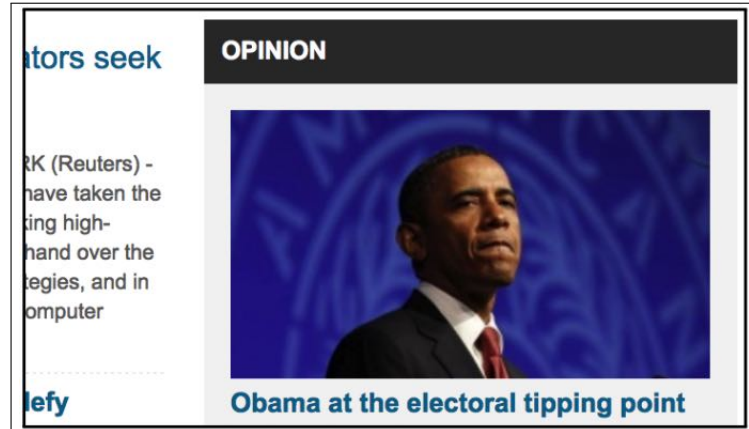 ators seek
RK (Reuters) -
have taken the
king high-
hand over the
tegies, and in
omputer
lefy
OPINION
Obama at the electoral tipping point